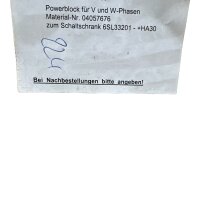 Powerblock für V und W-Phasen
Material-Nr. 04057676
zum Schaltschrank 6SL33201 - +HA30
Bei Nachbestellungen bitte angeben!